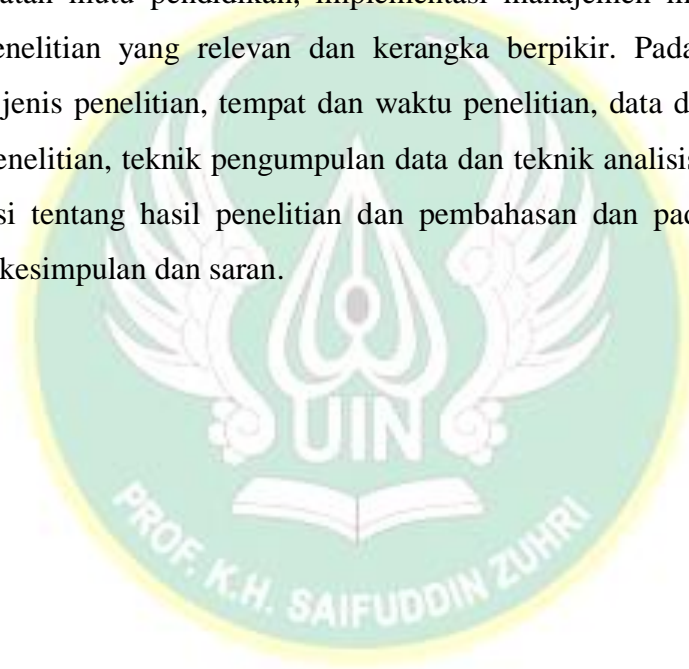 atan mutu pendidikan, implementasi manajemen m
enelitian yang relevan dan kerangka berpikir. Pada
jenis penelitian, tempat dan waktu penelitian, data d
enelitian, teknik pengumpulan data dan teknik analisis
si tentang hasil penelitian dan pembahasan dan pad
kesimpulan dan saran.
UIN
PROF. K.H. SAIFUDDIN ZUHRI